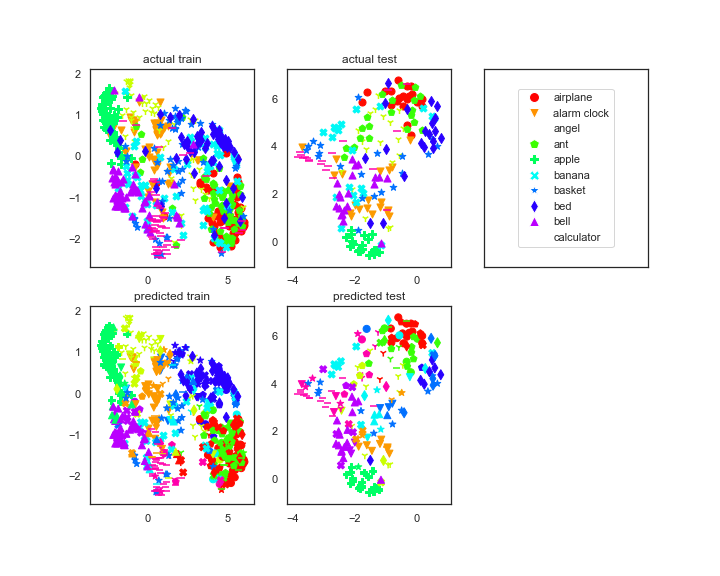 actual train
actual test
2
1
0
−1
−2
0
5
6
4
2
0
−4
−2
0
airplane
alarm clock
angel
ant
apple
banana
basket
bed
bell
calculator
predicted train
predicted test
2
1
0
−1
−2
0
5
6
4
2
0
−4
−2
0